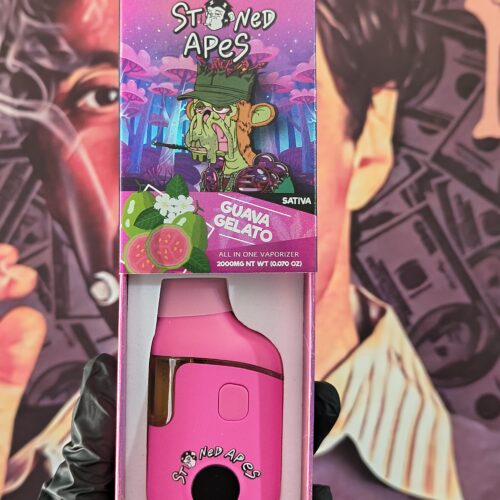 STONED
APES
SATIVA
GUAVA
GELATO
ALL IN ONE VAPORIZER
2000MG NT WT (0.070 OZ)
STONED APES